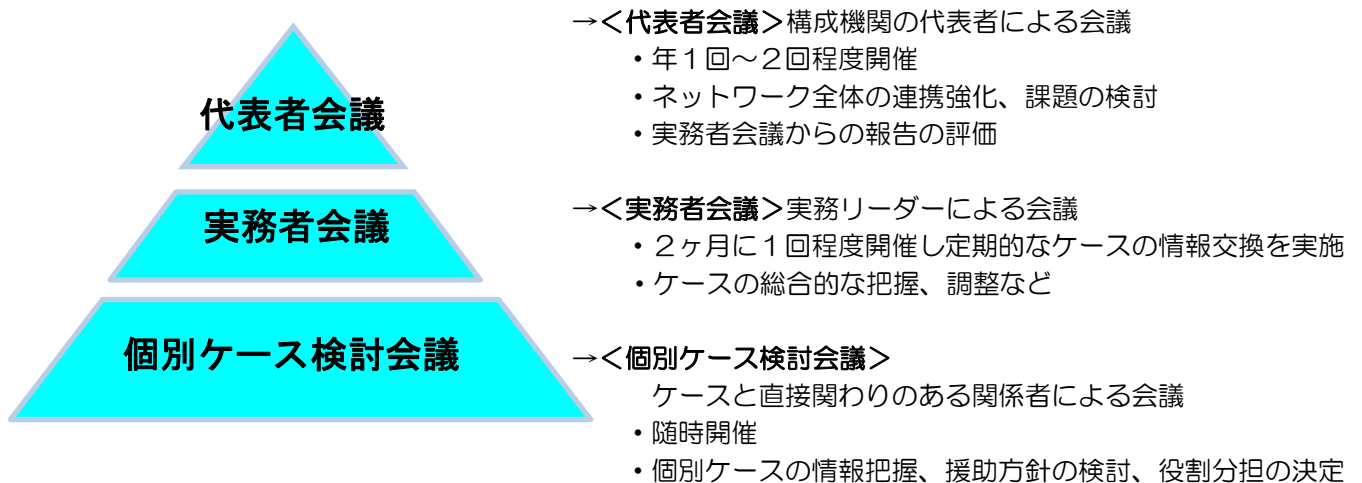 代表者会議
実務者会議
個別ケース検討会議
→＜代表者会議＞構成機関の代表者による会議
・年１回～２回程度開催
・ネットワーク全体の連携強化、課題の検討
・実務者会議からの報告の評価
→＜実務者会議＞実務リーダーによる会議
・２ヶ月に１回程度開催し定期的なケースの情報交換を実施
・ケースの総合的な把握、調整など
→＜個別ケース検討会議＞
ケースと直接関わりのある関係者による会議
・随時開催
・個別ケースの情報把握、援助方針の検討、役割分担の決定